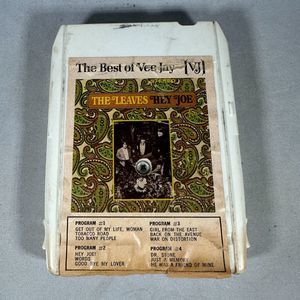 The Best of Vee Jay [VJ]
THE LEAVES HEY JOE
PROGRAM #1
GET OUT OF MY LIFE, WOMAN
TOBACCO ROAD
TOO MANY PEOPLE
PROGRAM #2
HEY JOE!
WORDS
GOOD BYE MY LOVER
PROGRAM #3
GIRL FROM THE EAST
BACK ON THE AVENUE
WAR ON DISTORTION
PROGRAM #4
DR. STONE
JUST A MEMORY
HE WAS A FRIEND OF MINE